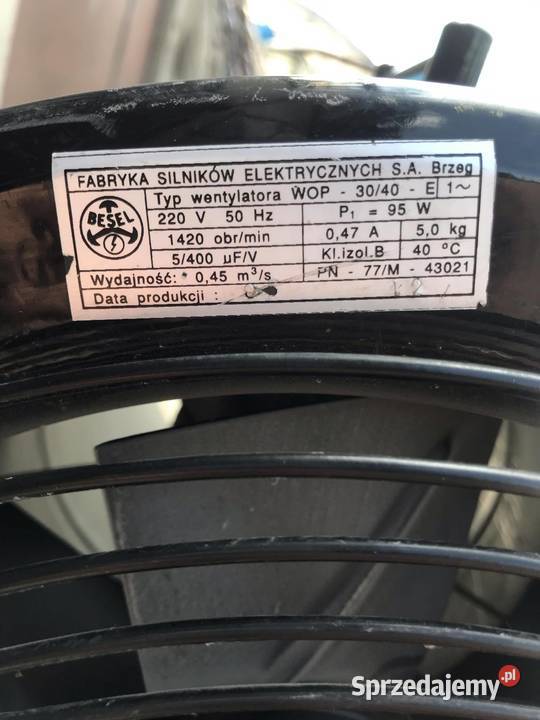 FABRYKA SILNIKÓW ELEKTRYCZNYCH S.A. Brzeg
BESEL
Typ wentylatora WOP - 30/40 - E 1~
220 V 50 Hz P₁ = 95 W
1420 obr/min 0,47 A 5,0 kg
5/400 µF/V Kl.izol.B 40 °C
Wydajność: 0,45 m³/s PN - 77/M - 43021
Data produkcji :
Sprzedajemy.pl